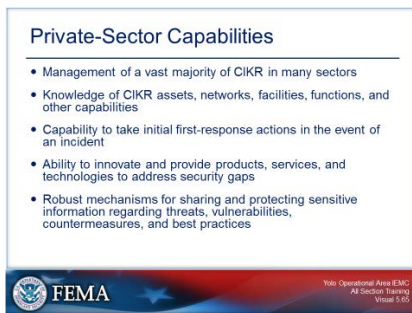 Private-Sector Capabilities
• Management of a vast majority of CIKR in many sectors
• Knowledge of CIKR assets, networks, facilities, functions, and
other capabilities
• Capability to take initial first-response actions in the event of
an incident
• Ability to innovate and provide products, services, and
technologies to address security gaps
• Robust mechanisms for sharing and protecting sensitive
information regarding threats, vulnerabilities,
countermeasures, and best practices
FEMA
Yolo Operational Area IEMC
All Section Training
Visual 5.65